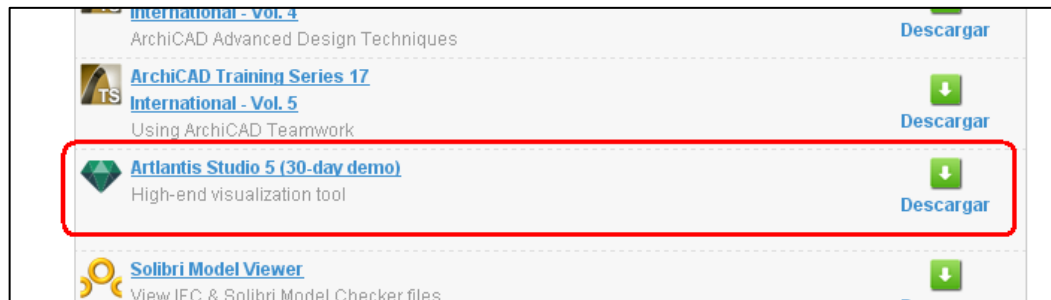 International - Vol. 4
ArchiCAD Advanced Design Techniques
Descargar
TS
ArchiCAD Training Series 17
International - Vol. 5
Using ArchiCAD Teamwork
Descargar
Artlantis Studio 5 (30-day demo)
High-end visualization tool
Descargar
Solibri Model Viewer
View IFC & Solibri Model Checker files